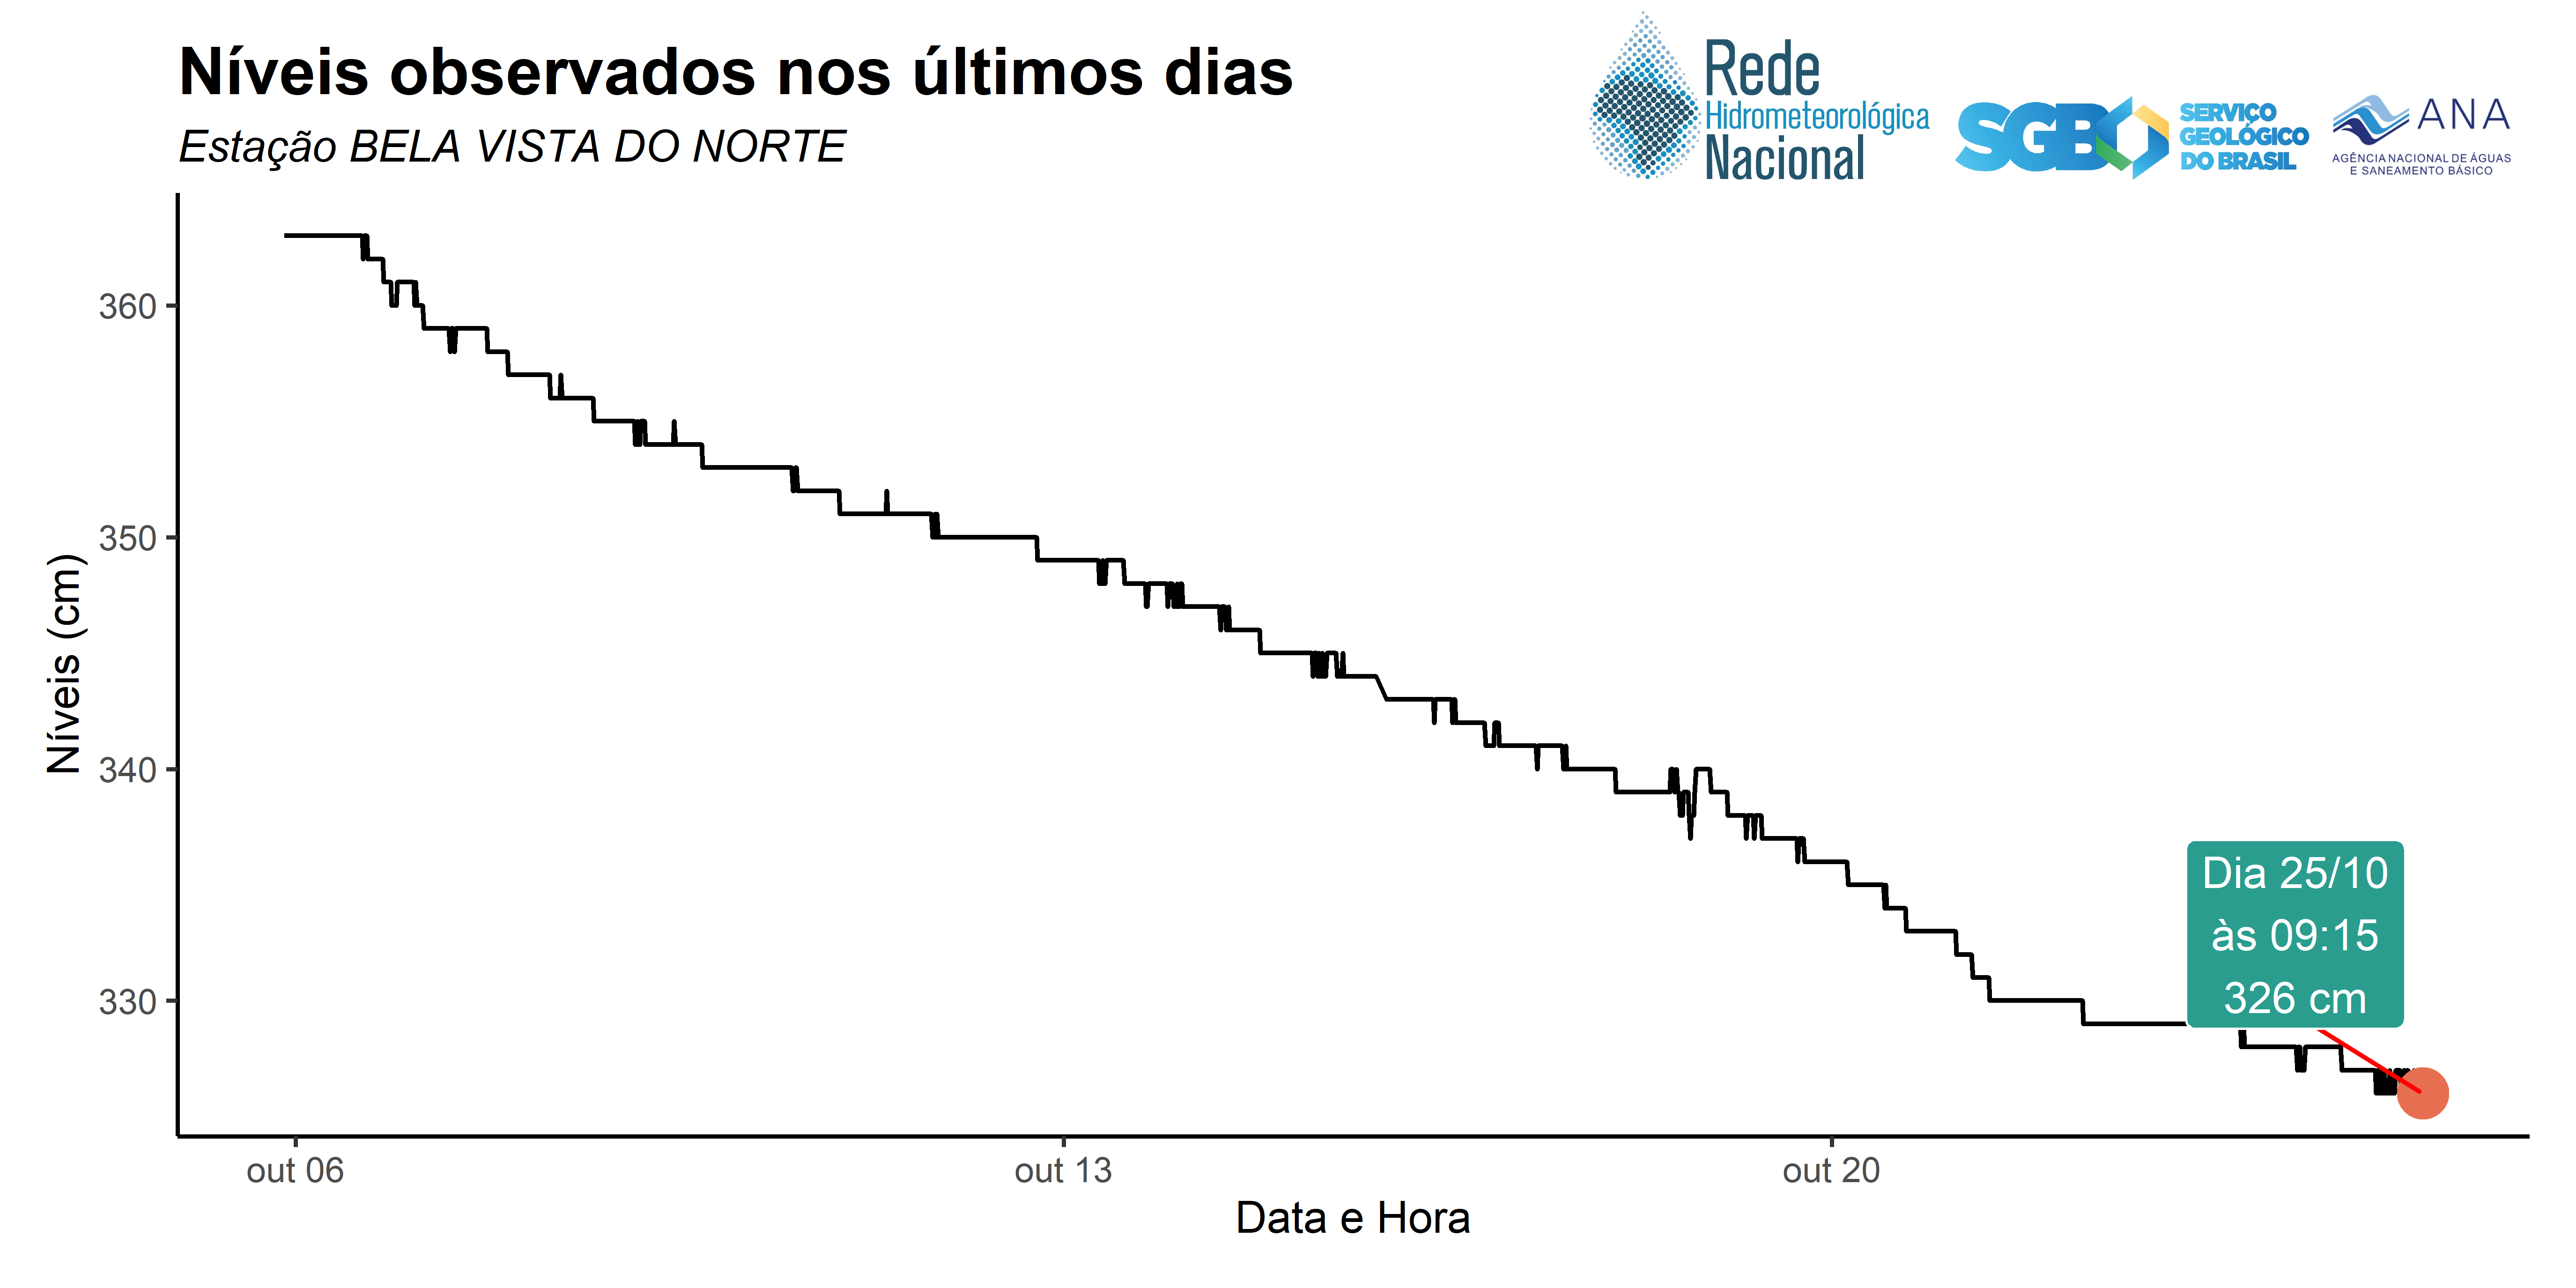 Níveis observados nos últimos dias
Estação BELA VISTA DO NORTE
Rede
Hidrometeorológica
Nacional
SGB
SERVIÇO
GEOLÓGICO
DO BRASIL
ANA
AGÊNCIA NACIONAL DE ÁGUAS
E SANEAMENTO BÁSICO
Níveis (cm)
360
350
340
330
Dia 25/10
às 09:15
326 cm
out 06
out 13
out 20
Data e Hora